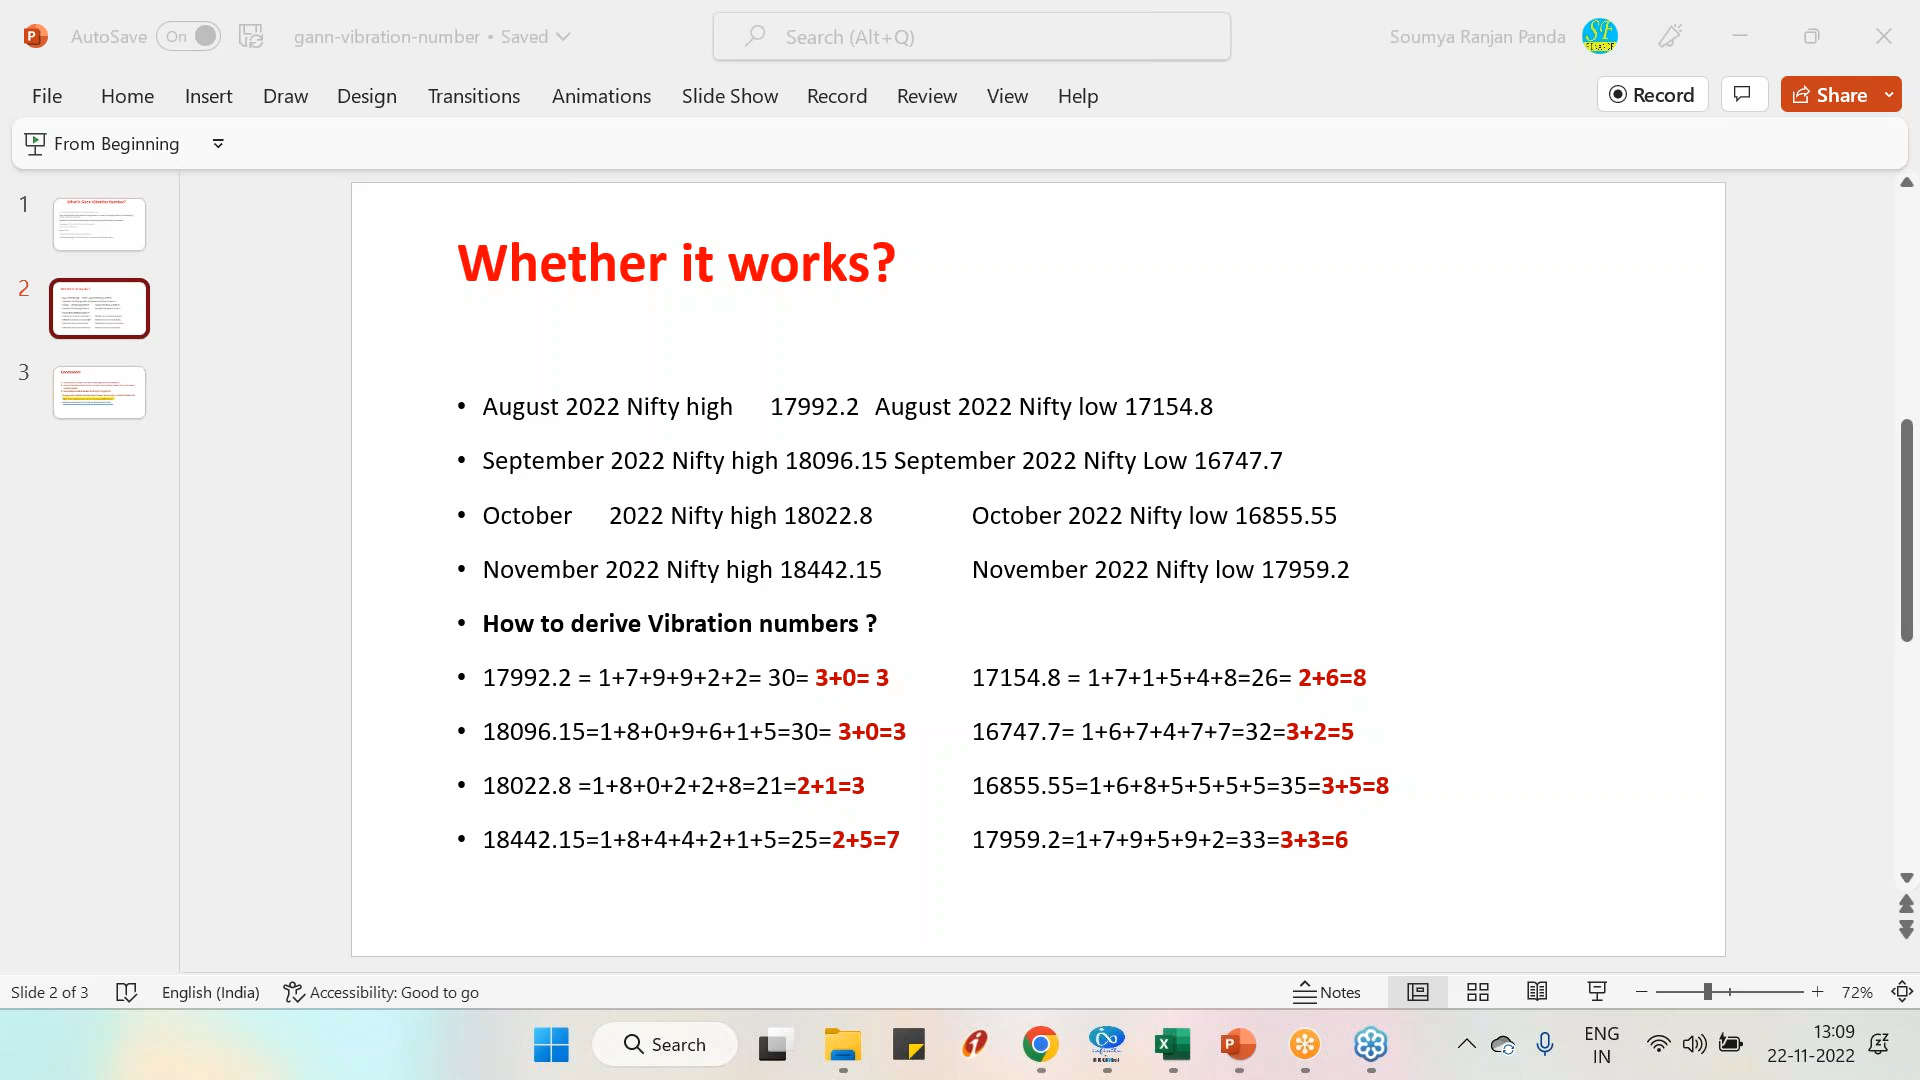 AutoSave On gann-vibration-number • Saved Search (Alt+Q) Soumya Ranjan Panda
File Home Insert Draw Design Transitions Animations Slide Show Record Review View Help Record Share
From Beginning
1
2
3
Whether it works?
• August 2022 Nifty high 17992.2 August 2022 Nifty low 17154.8
• September 2022 Nifty high 18096.15 September 2022 Nifty Low 16747.7
• October 2022 Nifty high 18022.8 October 2022 Nifty low 16855.55
• November 2022 Nifty high 18442.15 November 2022 Nifty low 17959.2
• How to derive Vibration numbers ?
• 17992.2 = 1+7+9+9+2+2= 30= 3+0= 3 17154.8 = 1+7+1+5+4+8=26= 2+6=8
• 18096.15=1+8+0+9+6+1+5=30= 3+0=3 16747.7= 1+6+7+4+7+7=32=3+2=5
• 18022.8 =1+8+0+2+2+8=21=2+1=3 16855.55=1+6+8+5+5+5+5=35=3+5=8
• 18442.15=1+8+4+4+2+1+5=25=2+5=7 17959.2=1+7+9+5+9+2=33=3+3=6
Slide 2 of 3 English (India) Accessibility: Good to go Notes 72%
Search ENG 13:09
IN 22-11-2022